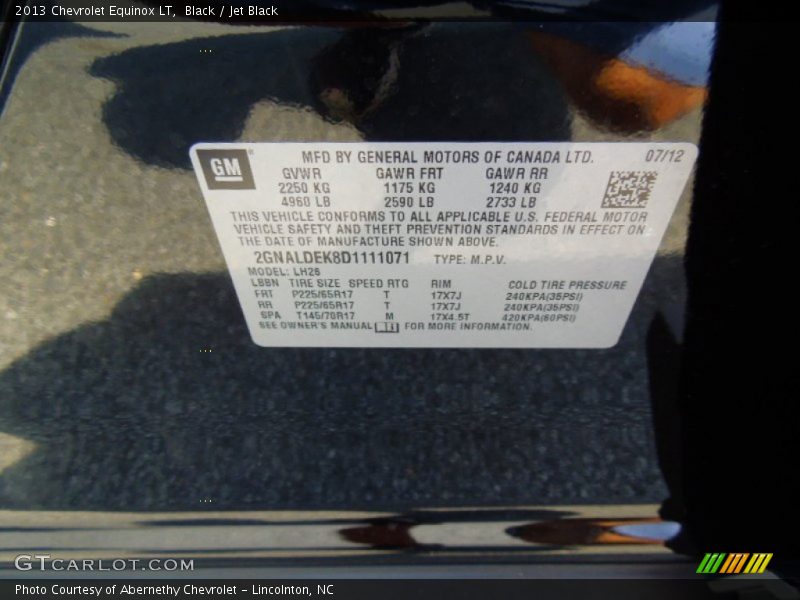 2013 Chevrolet Equinox LT,  Black / Jet Black
GM
MFD BY GENERAL MOTORS OF CANADA LTD. 07/12
GVWR GAWR FRT GAWR RR
2250 KG 1175 KG 1240 KG
4960 LB 2590 LB 2733 LB
THIS VEHICLE CONFORMS TO ALL APPLICABLE U.S. FEDERAL MOTOR
VEHICLE SAFETY AND THEFT PREVENTION STANDARDS IN EFFECT ON
THE DATE OF MANUFACTURE SHOWN ABOVE.
2GNALDEK8D1111071 TYPE: M.P.V.
MODEL: LH26
LBBN TIRE SIZE SPEED RTG RIM COLD TIRE PRESSURE
FRT P225/65R17 T 17X7J 240KPA(35PSI)
RR P225/65R17 T 17X7J 240KPA(35PSI)
SPA T145/70R17 M 17X4.5T 420KPA(60PSI)
SEE OWNER'S MANUAL FOR MORE INFORMATION.
GTCARLOT.COM
Photo Courtesy of Abernethy Chevrolet - Lincolnton, NC